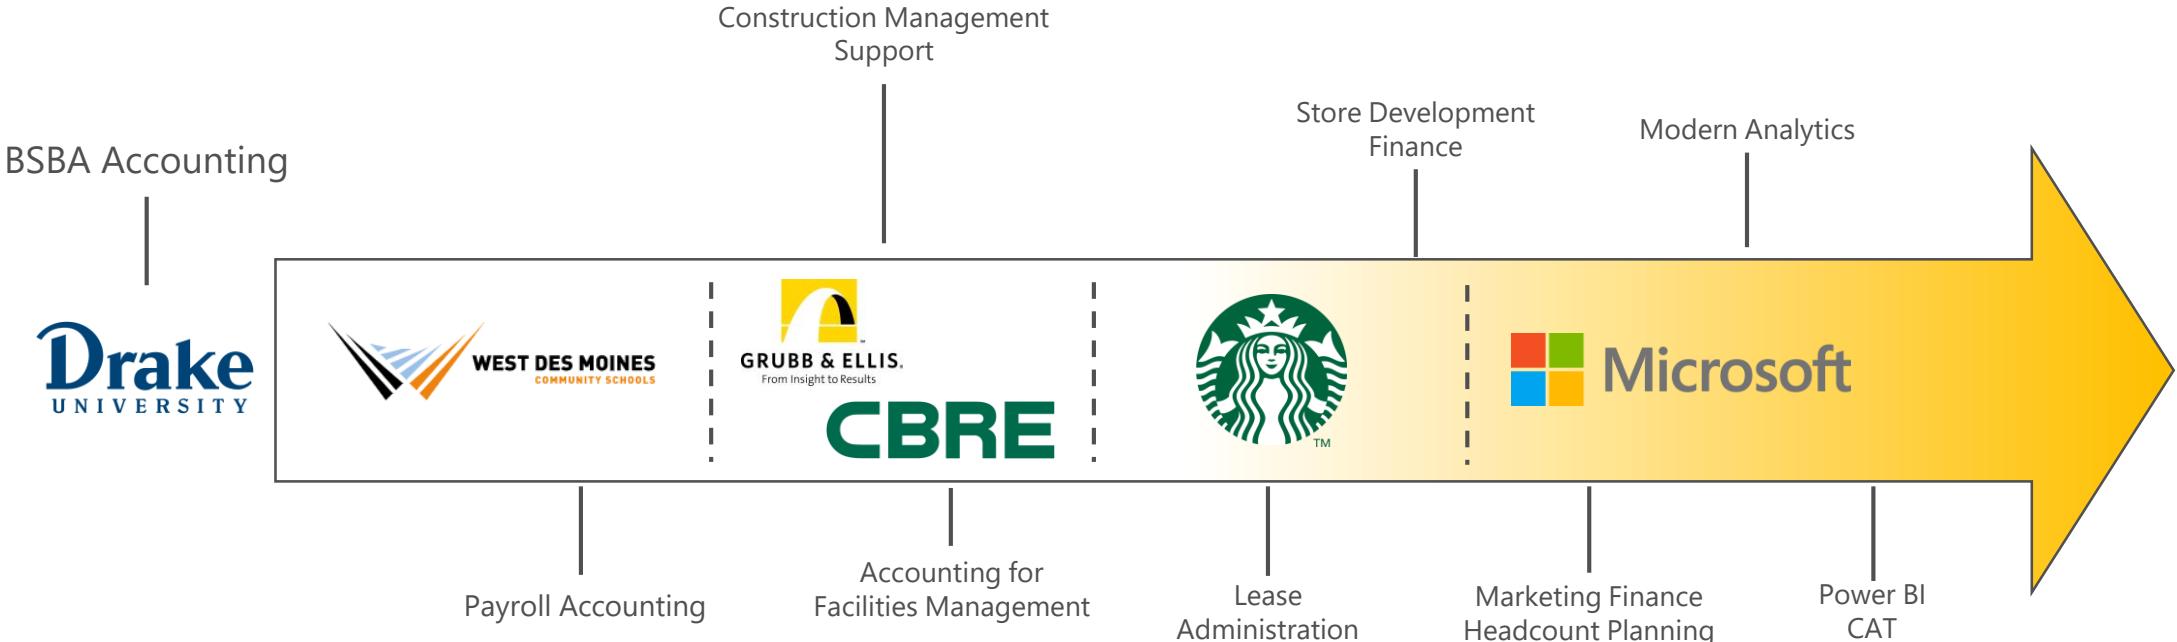 Construction Management
Support
Store Development
Finance
Modern Analytics
BSBA Accounting
Drake
UNIVERSITY
WEST DES MOINES
COMMUNITY SCHOOLS
GRUBB & ELLIS.
From Insight to Results
CBRE
TM
Microsoft
Payroll Accounting
Accounting for
Facilities Management
Lease
Administration
Marketing Finance
Headcount Planning
Power BI
CAT